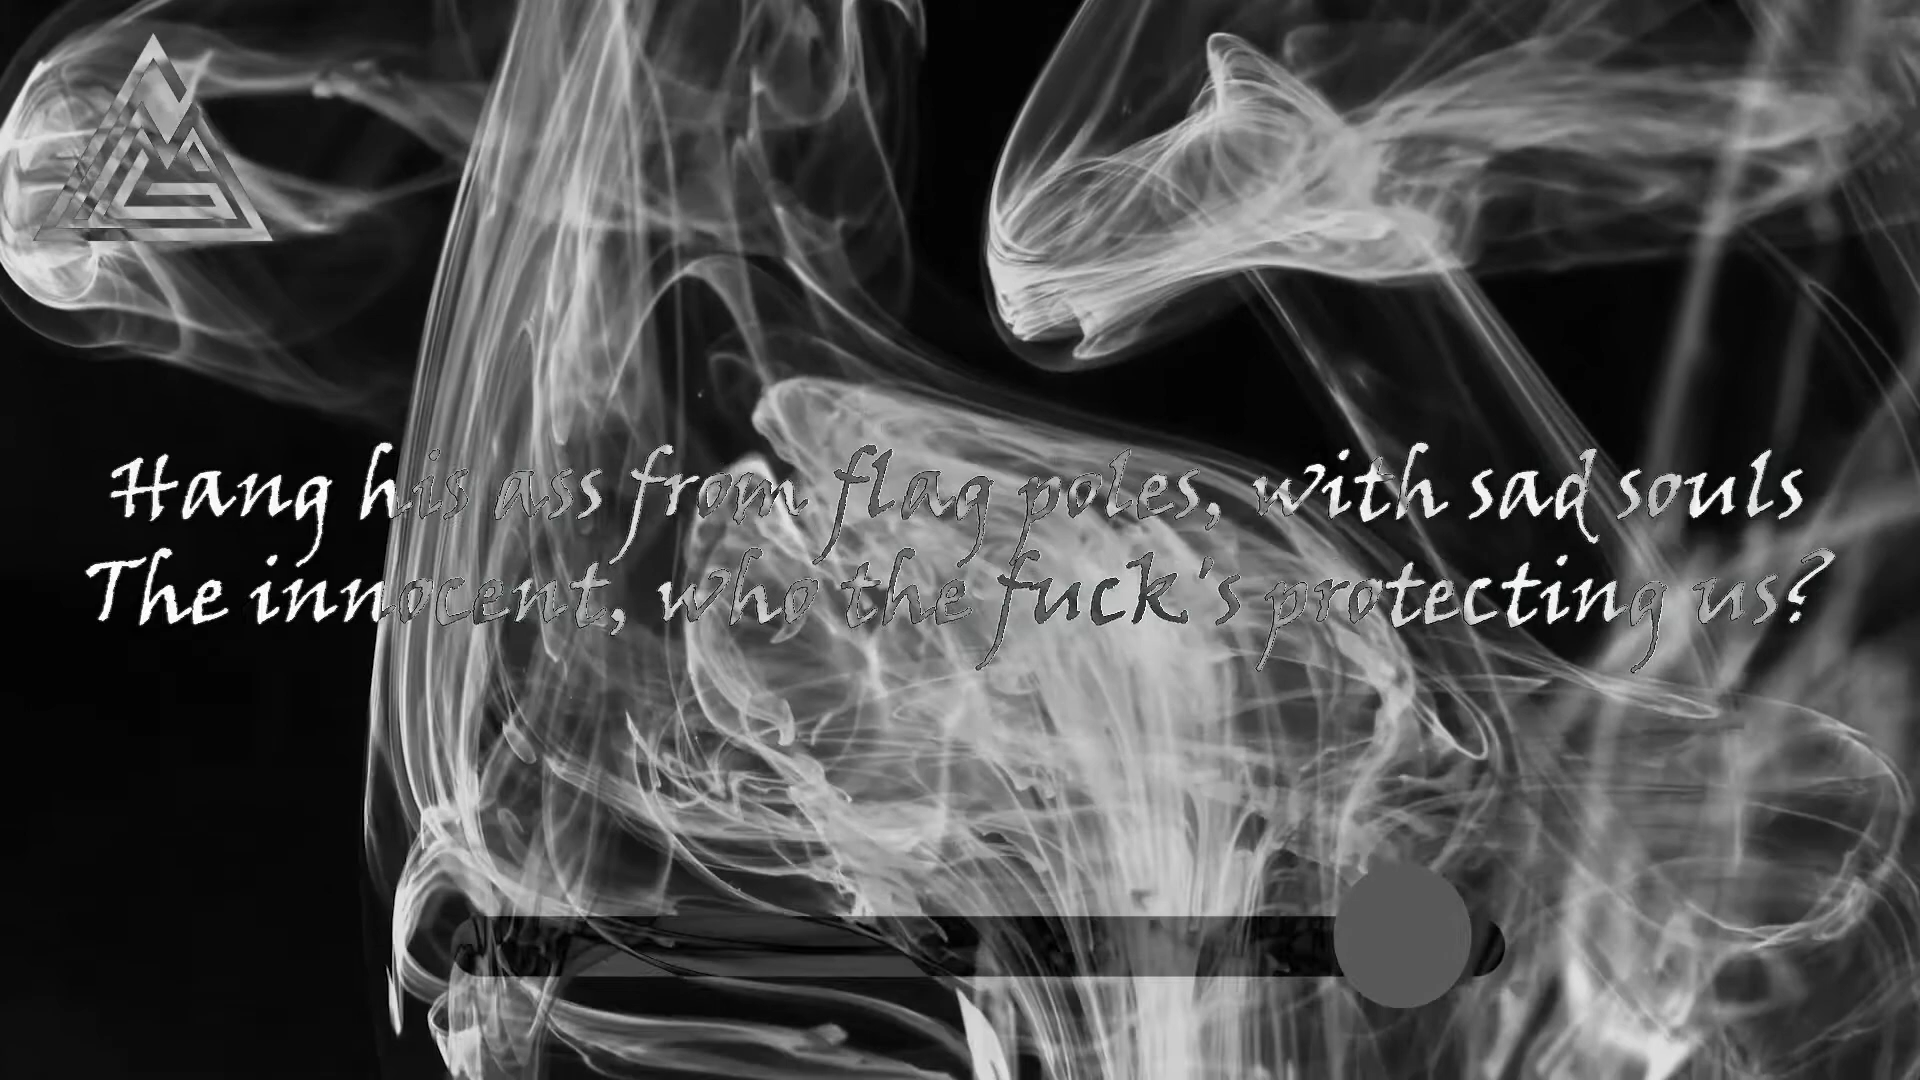 Hang his ass from flag poles, with sad souls
The innocent, who the fuck's protecting us?